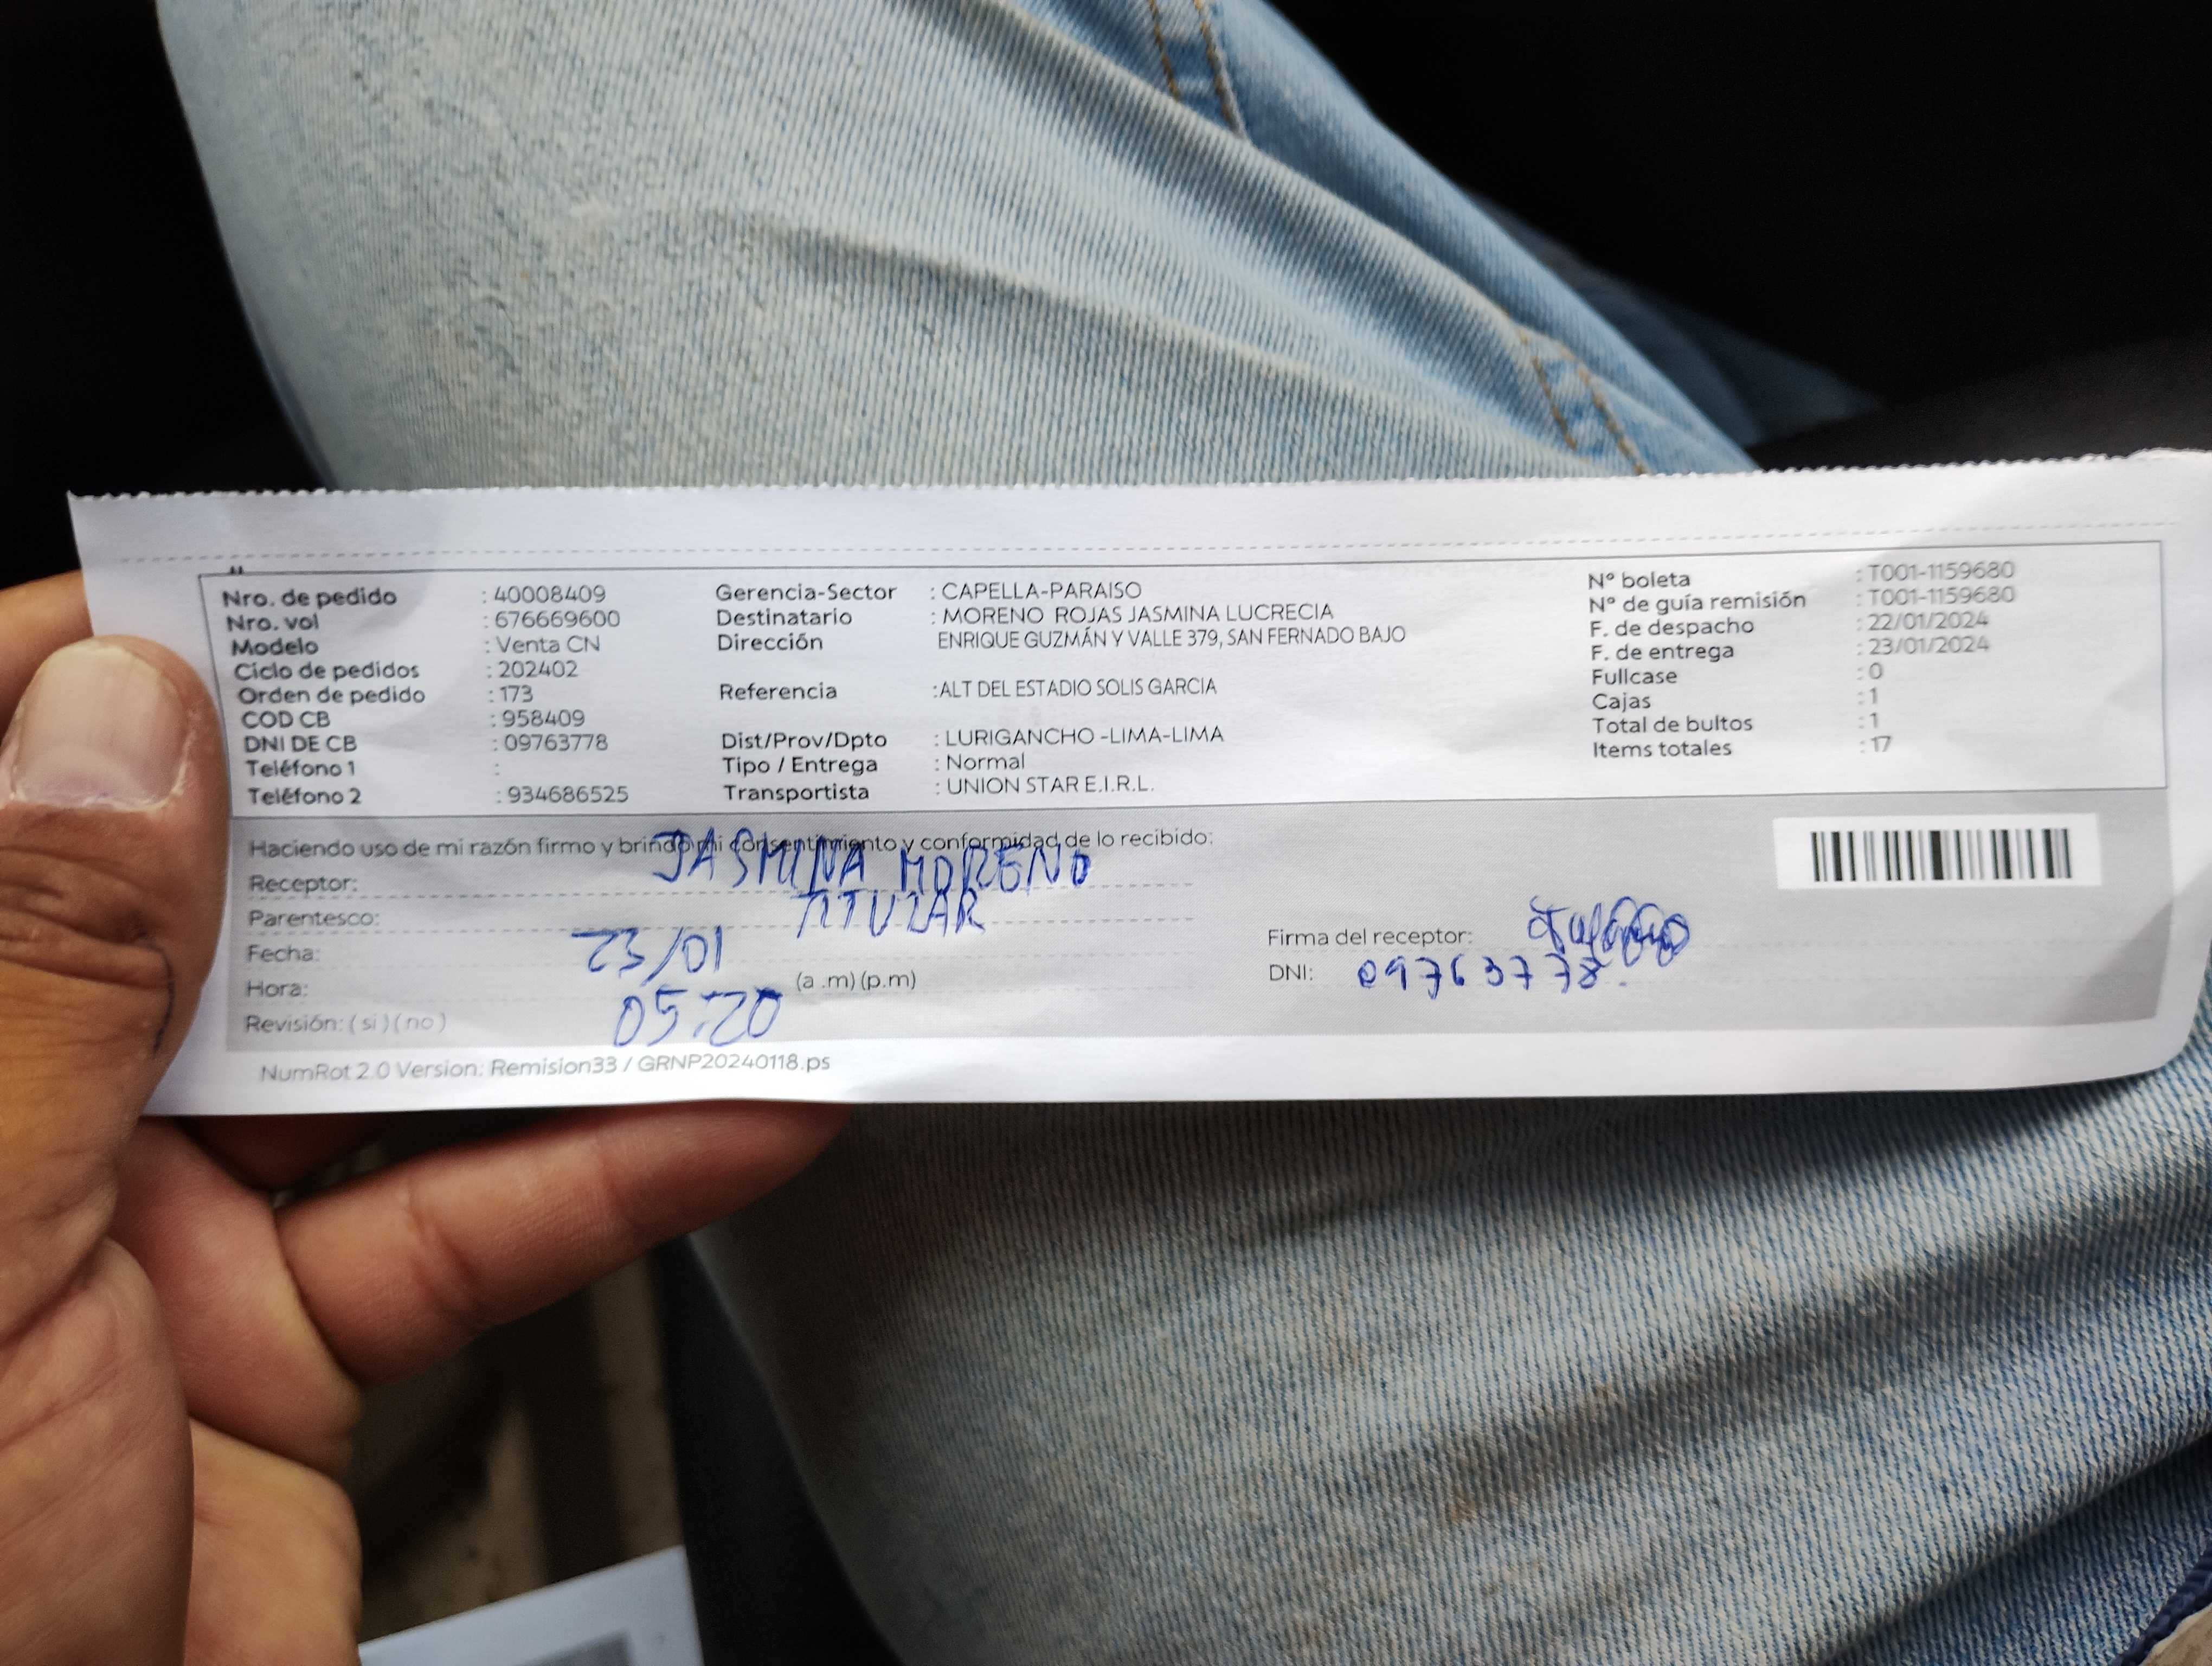 Nro. de pedido : 40008409
Nro. vol : 676669600
Modelo : Venta CN
Ciclo de pedidos : 202402
Orden de pedido : 173
COD CB : 958409
DNI DE CB : 09763778
Teléfono 1 :
Teléfono 2 : 934686525
Gerencia-Sector : CAPELLA-PARAISO
Destinatario : MORENO ROJAS JASMINA LUCRECIA
Dirección ENRIQUE GUZMÁN Y VALLE 379, SAN FERNADO BAJO
Referencia :ALT DEL ESTADIO SOLIS GARCIA
Dist/Prov/Dpto : LURIGANCHO -LIMA-LIMA
Tipo / Entrega : Normal
Transportista : UNION STAR E.I.R.L.
N° boleta : T001-1159680
N° de guía remisión : T001-1159680
F. de despacho : 22/01/2024
F. de entrega : 23/01/2024
Fullcase : 0
Cajas : 1
Total de bultos : 1
Items totales : 17
Haciendo uso de mi razón firmo y brindo mi consentimiento y conformidad de lo recibido:
Receptor: JASMINA MORENO
Parentesco: TITULAR
Fecha: 23/01
Hora: 05:20 (a .m) (p.m)
Revisión: ( si ) ( no )
Firma del receptor:
DNI: 09763778.
NumRot 2.0 Version: Remision33 / GRNP20240118.ps